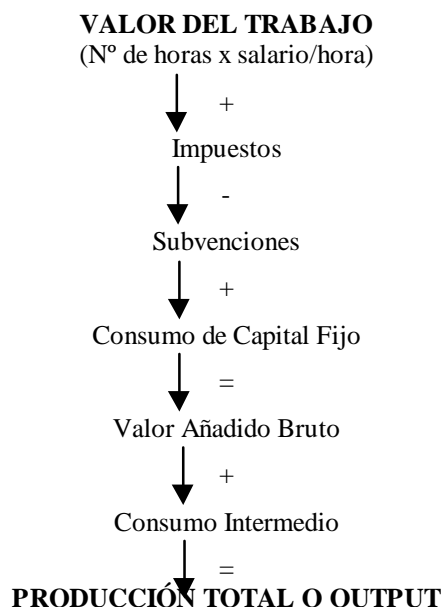 VALOR DEL TRABAJO
(Nº de horas x salario/hora)
+
Impuestos
-
Subvenciones
+
Consumo de Capital Fijo
=
Valor Añadido Bruto
+
Consumo Intermedio
=
PRODUCCIÓN TOTAL O OUTPUT